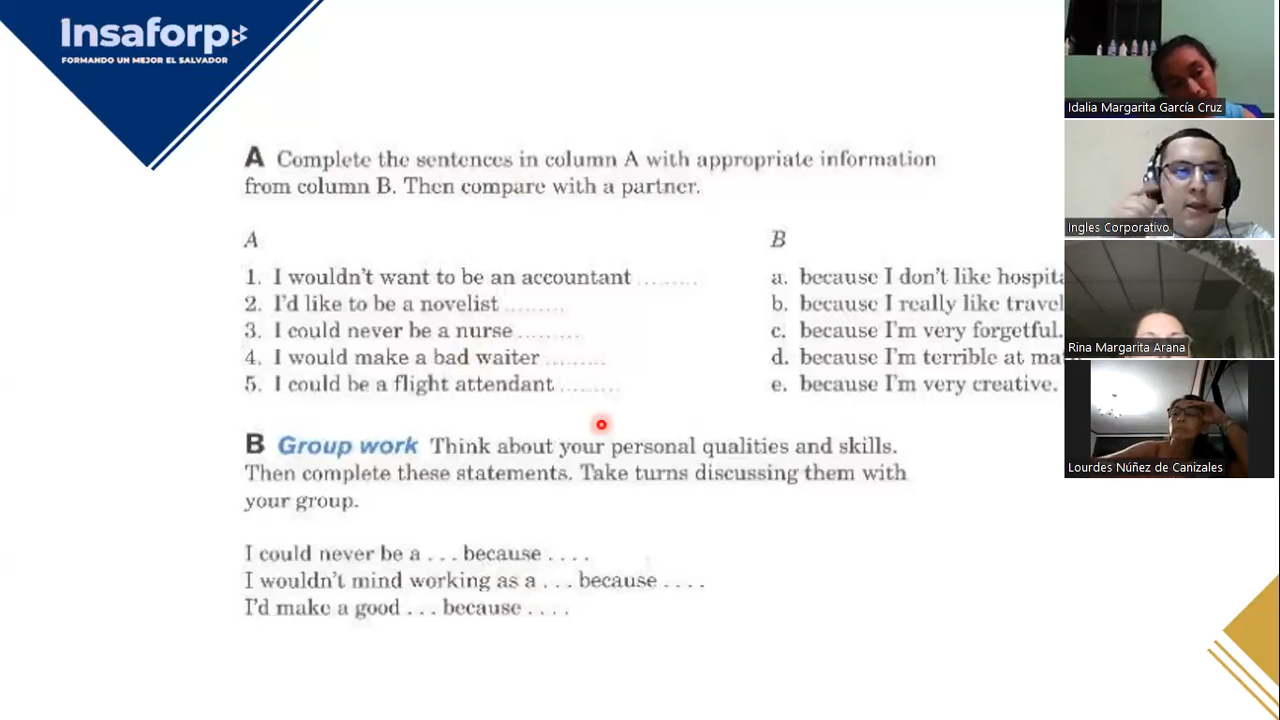 Insaforp
FORMANDO UN MEJOR EL SALVADOR
A Complete the sentences in column A with appropriate information
from column B. Then compare with a partner.
A
B
1. I wouldn't want to be an accountant ........
2. I'd like to be a novelist ........
3. I could never be a nurse ........
4. I would make a bad waiter ........
5. I could be a flight attendant ........
a. because I don't like hospita
b. because I really like travel
c. because I'm very forgetful.
d. because I'm terrible at ma
e. because I'm very creative.
B Group work Think about your personal qualities and skills.
Then complete these statements. Take turns discussing them with
your group.
I could never be a . . . because . . . .
I wouldn't mind working as a . . . because . . . .
I'd make a good . . . because . . . .
Idalia Margarita García Cruz
Ingles Corporativo
Rina Margarita Arana
Lourdes Núñez de Canizales